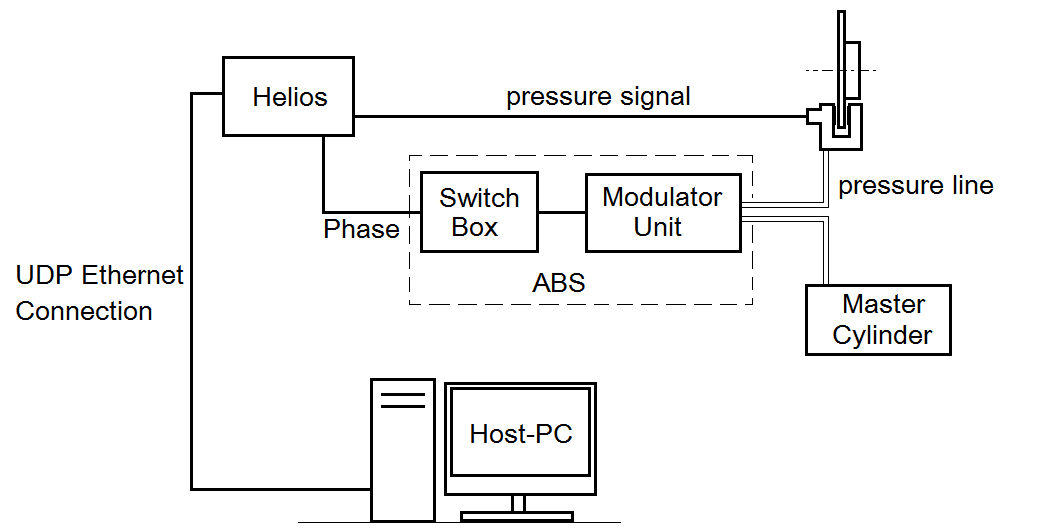 Helios
pressure signal
pressure line
Switch
Box
Modulator
Unit
Phase
ABS
UDP Ethernet
Connection
Master
Cylinder
Host-PC